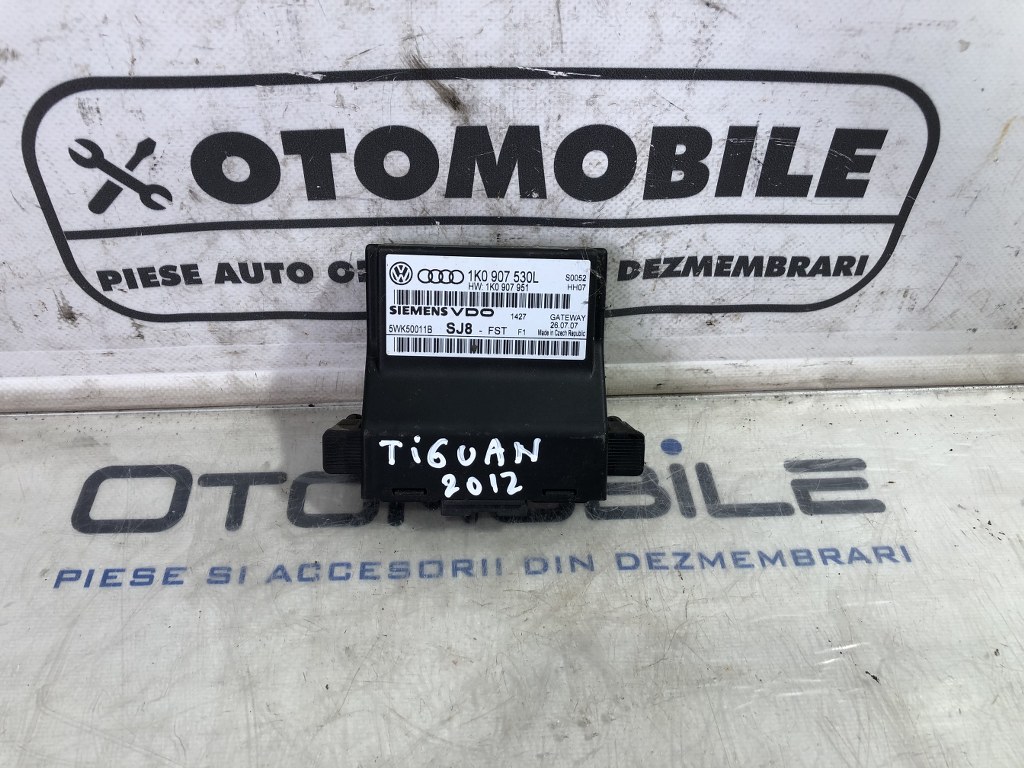 OTOMOBILE
PIESE AUTO DEZMEMBRARI
1K0 907 530L S0052
HW: 1K0 907 951 HH07
SIEMENS VDO 1427 GATEWAY
26.07.07
5WK50011B SJ8 - FST F1 Made in Czech Republic
TiGUAN
2012
OTOMOBILE
PIESE SI ACCESORII DIN DEZMEMBRARI